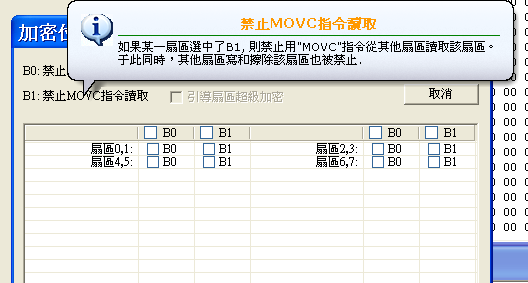 加密
禁止MOVC指令讀取
如果某一扇區選中了B1, 則禁止用"MOVC"指令從其他扇區讀取該扇區。
于此同時，其他扇區寫和擦除該扇區也被禁止.
B0: 禁止
B1: 禁止MOVC指令讀取 引導扇區超級加密 取消
B0 B1 B0 B1
扇區0,1: B0 B1 扇區2,3: B0 B1
扇區4,5: B0 B1 扇區6,7: B0 B1